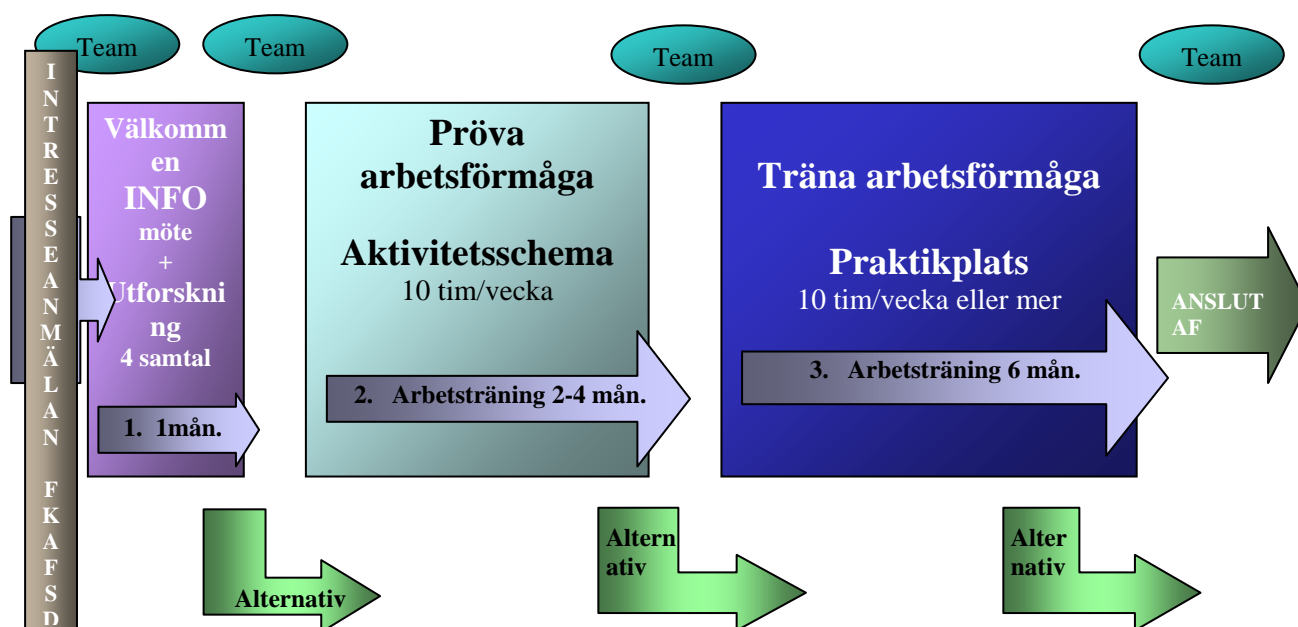 Team
Team
Team
Team
INTRESSEANMÄLAN FKAFSD
Välkomm
en
INFO
möte
+
Utforskni
ng
4 samtal
1. 1mån.
Pröva
arbetsförmåga
Aktivitetsschema
10 tim/vecka
2. Arbetsträning 2-4 mån.
Träna arbetsförmåga
Praktikplats
10 tim/vecka eller mer
3. Arbetsträning 6 mån.
ANSLUT
AF
Alternativ
Altern
ativ
Alter
nativ